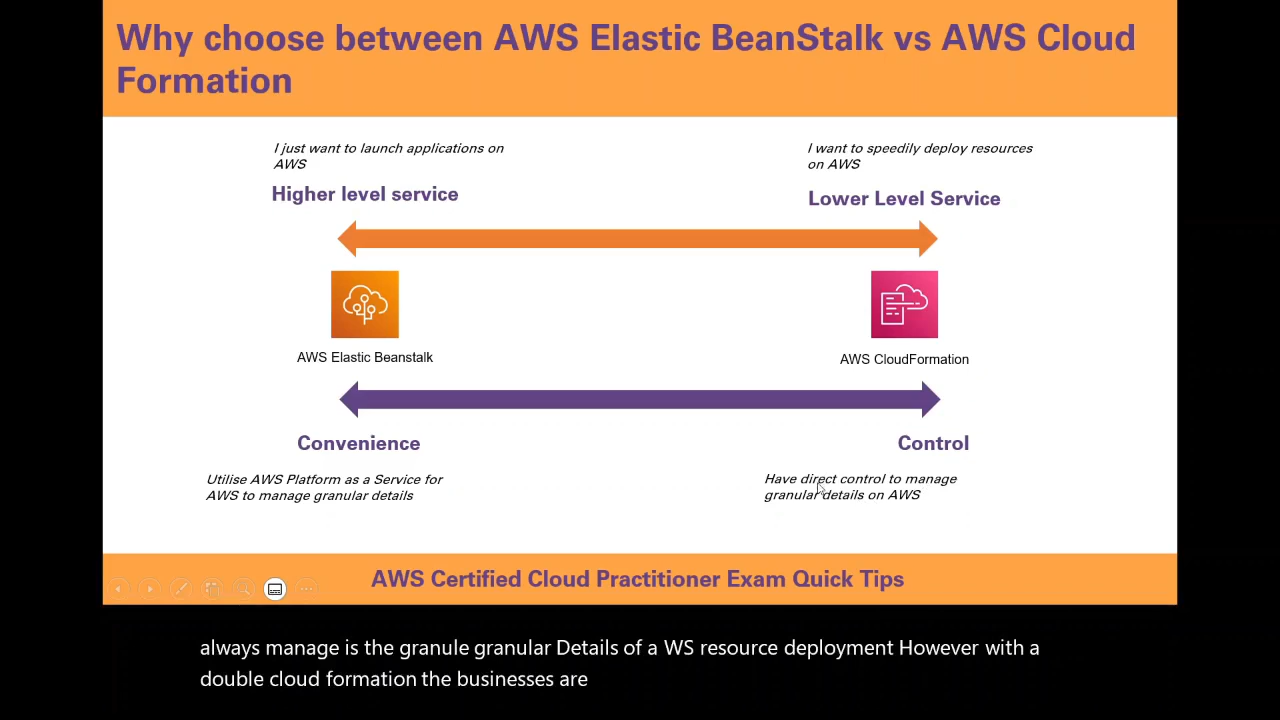 Why choose between AWS Elastic BeanStalk vs AWS Cloud
Formation
I just want to launch applications on
AWS
Higher level service
I want to speedily deploy resources
on AWS
Lower Level Service
AWS Elastic Beanstalk
AWS CloudFormation
Convenience
Control
Utilise AWS Platform as a Service for
AWS to manage granular details
Have direct control to manage
granular details on AWS
AWS Certified Cloud Practitioner Exam Quick Tips
always manage is the granule granular Details of a WS resource deployment However with a
double cloud formation the businesses are